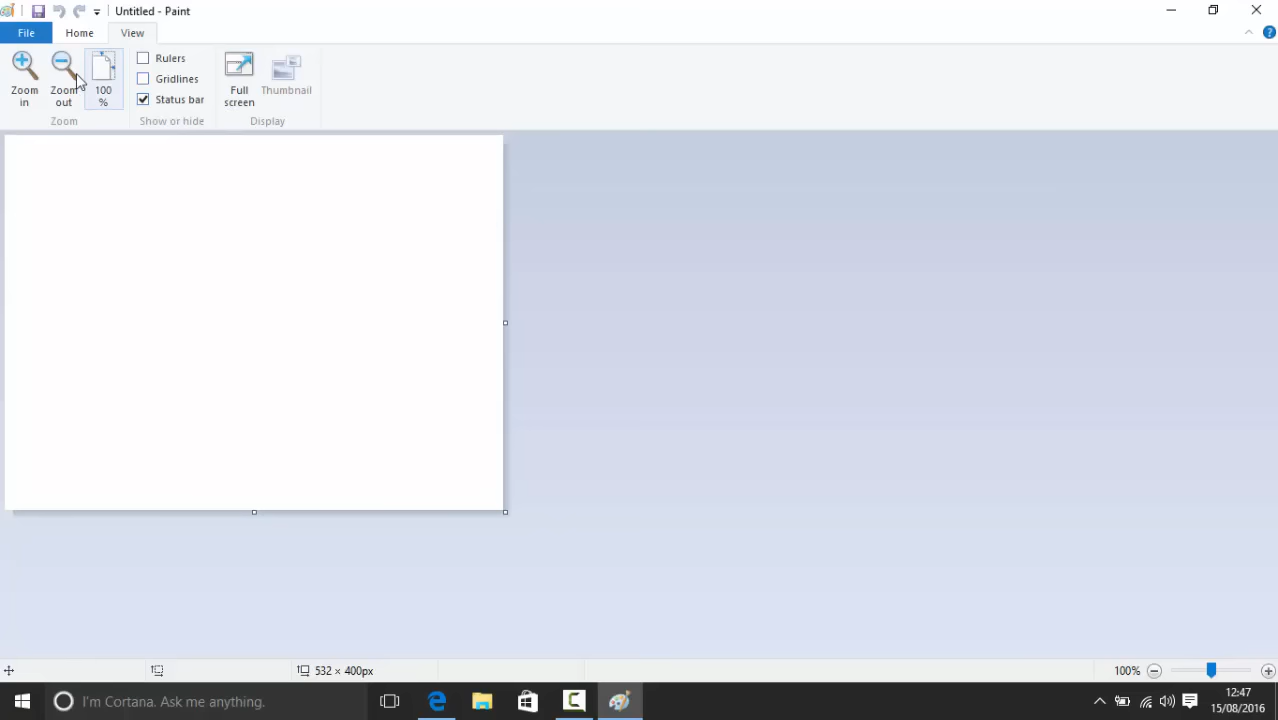 Untitled - Paint
File Home View
Zoom in
Zoom out
100 %
Zoom
Rulers
Gridlines
Status bar
Show or hide
Full screen
Thumbnail
Display
532 × 400px
100%
I'm Cortana. Ask me anything.
12:47
15/08/2016